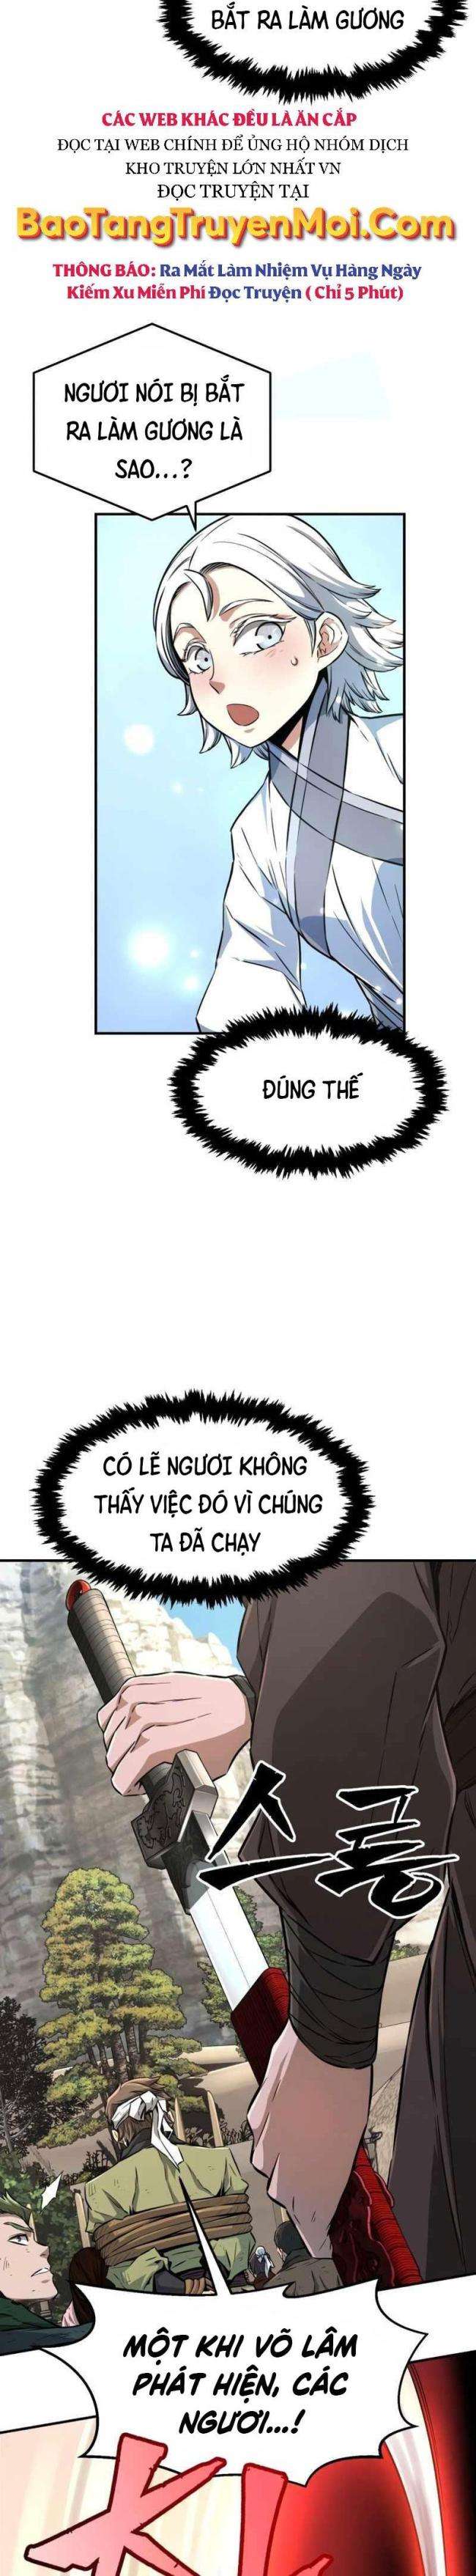 BẮT RA LÀM GƯƠNG
CÁC WEB KHÁC ĐỀU LÀ ĂN CẮP
ĐỌC TẠI WEB CHÍNH ĐỂ ỦNG HỘ NHÓM DỊCH
KHO TRUYỆN LỚN NHẤT VN
ĐỌC TRUYỆN TẠI
BaoTangTruyenMoi.Com
THÔNG BÁO: Ra Mắt Làm Nhiệm Vụ Hàng Ngày
Kiếm Xu Miễn Phí Đọc Truyện ( Chỉ 5 Phút)
NGƯƠI NÓI BỊ BẮT
RA LÀM GƯƠNG LÀ
SAO...?
ĐÚNG THẾ
CÓ LẼ NGƯƠI KHÔNG
THẤY VIỆC ĐÓ VÌ CHÚNG
TA ĐÃ CHẠY
스릉
MỘT KHI VÕ LÂM
PHÁT HIỆN, CÁC
NGƯƠI...!